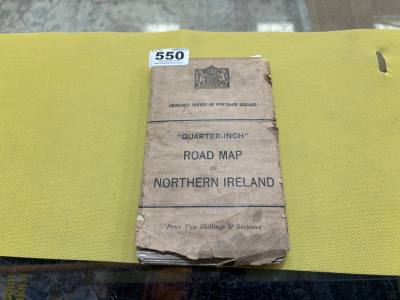 550
ORDNANCE SURVEY OF NORTHERN IRELAND
"QUARTER-INCH"
ROAD MAP
OF
NORTHERN IRELAND
Price Two Shillings & Sixpence